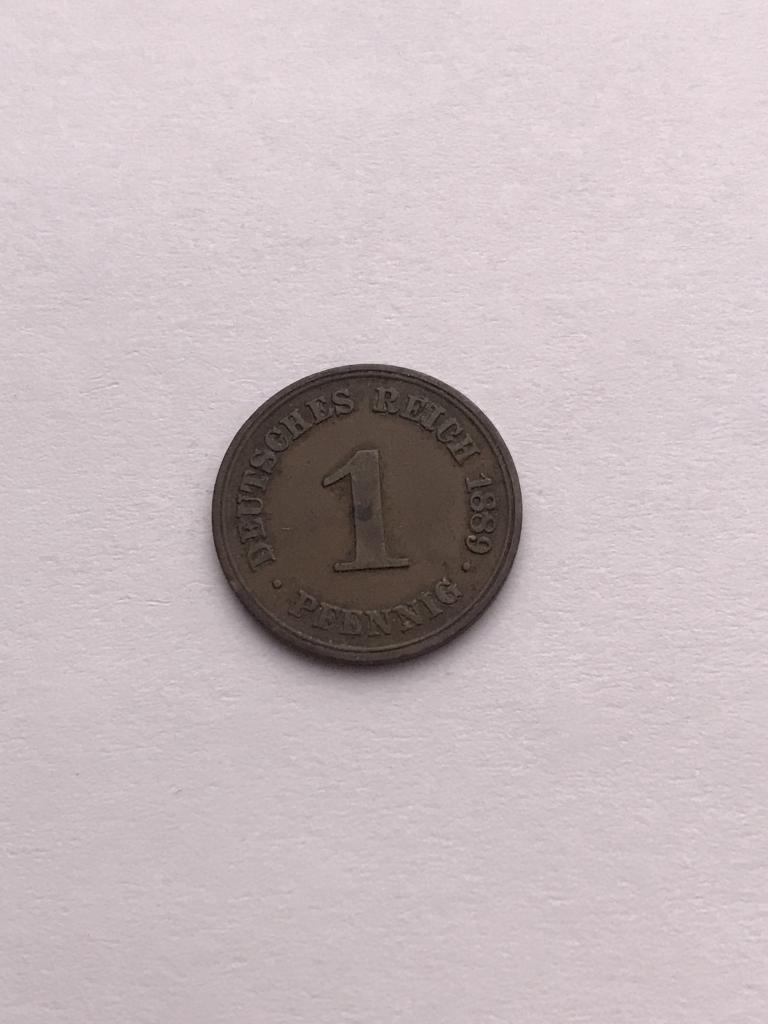 DEUTSCHES REICH 1889
1
· PFENNIG ·